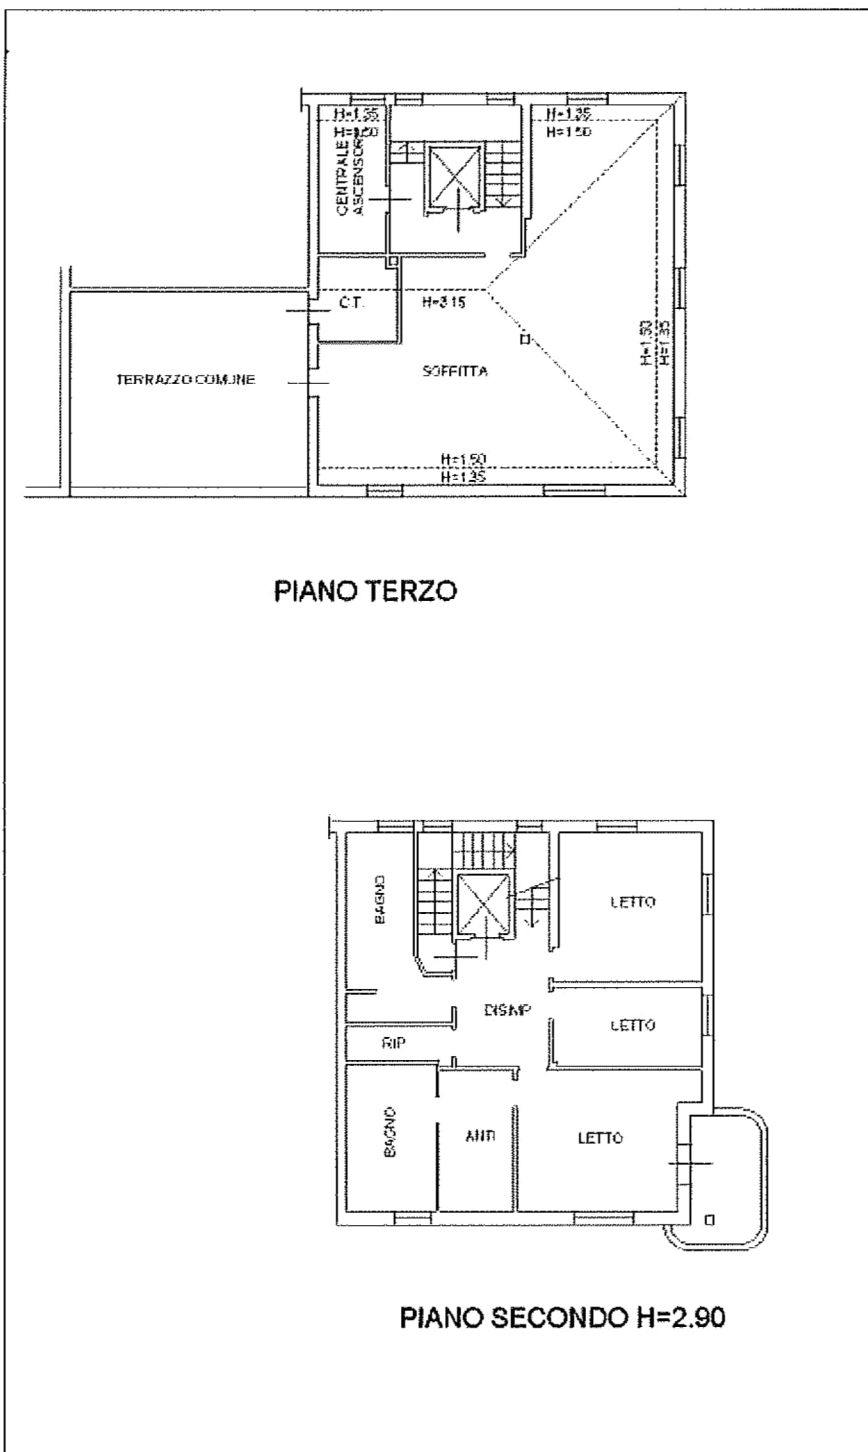 H=1.35
H=1.50
CENTRALE
ASCENSORI
H=1.35
H=1.50
C.T.
H=3.15
H=1.50
H=1.35
TERRAZZO COMUNE
SOFFITTA
H=1.50
H=1.35
PIANO TERZO
BAGNO
LETTO
DISIMP
LETTO
RIP
BAGNO
ANTI
LETTO
PIANO SECONDO H=2.90